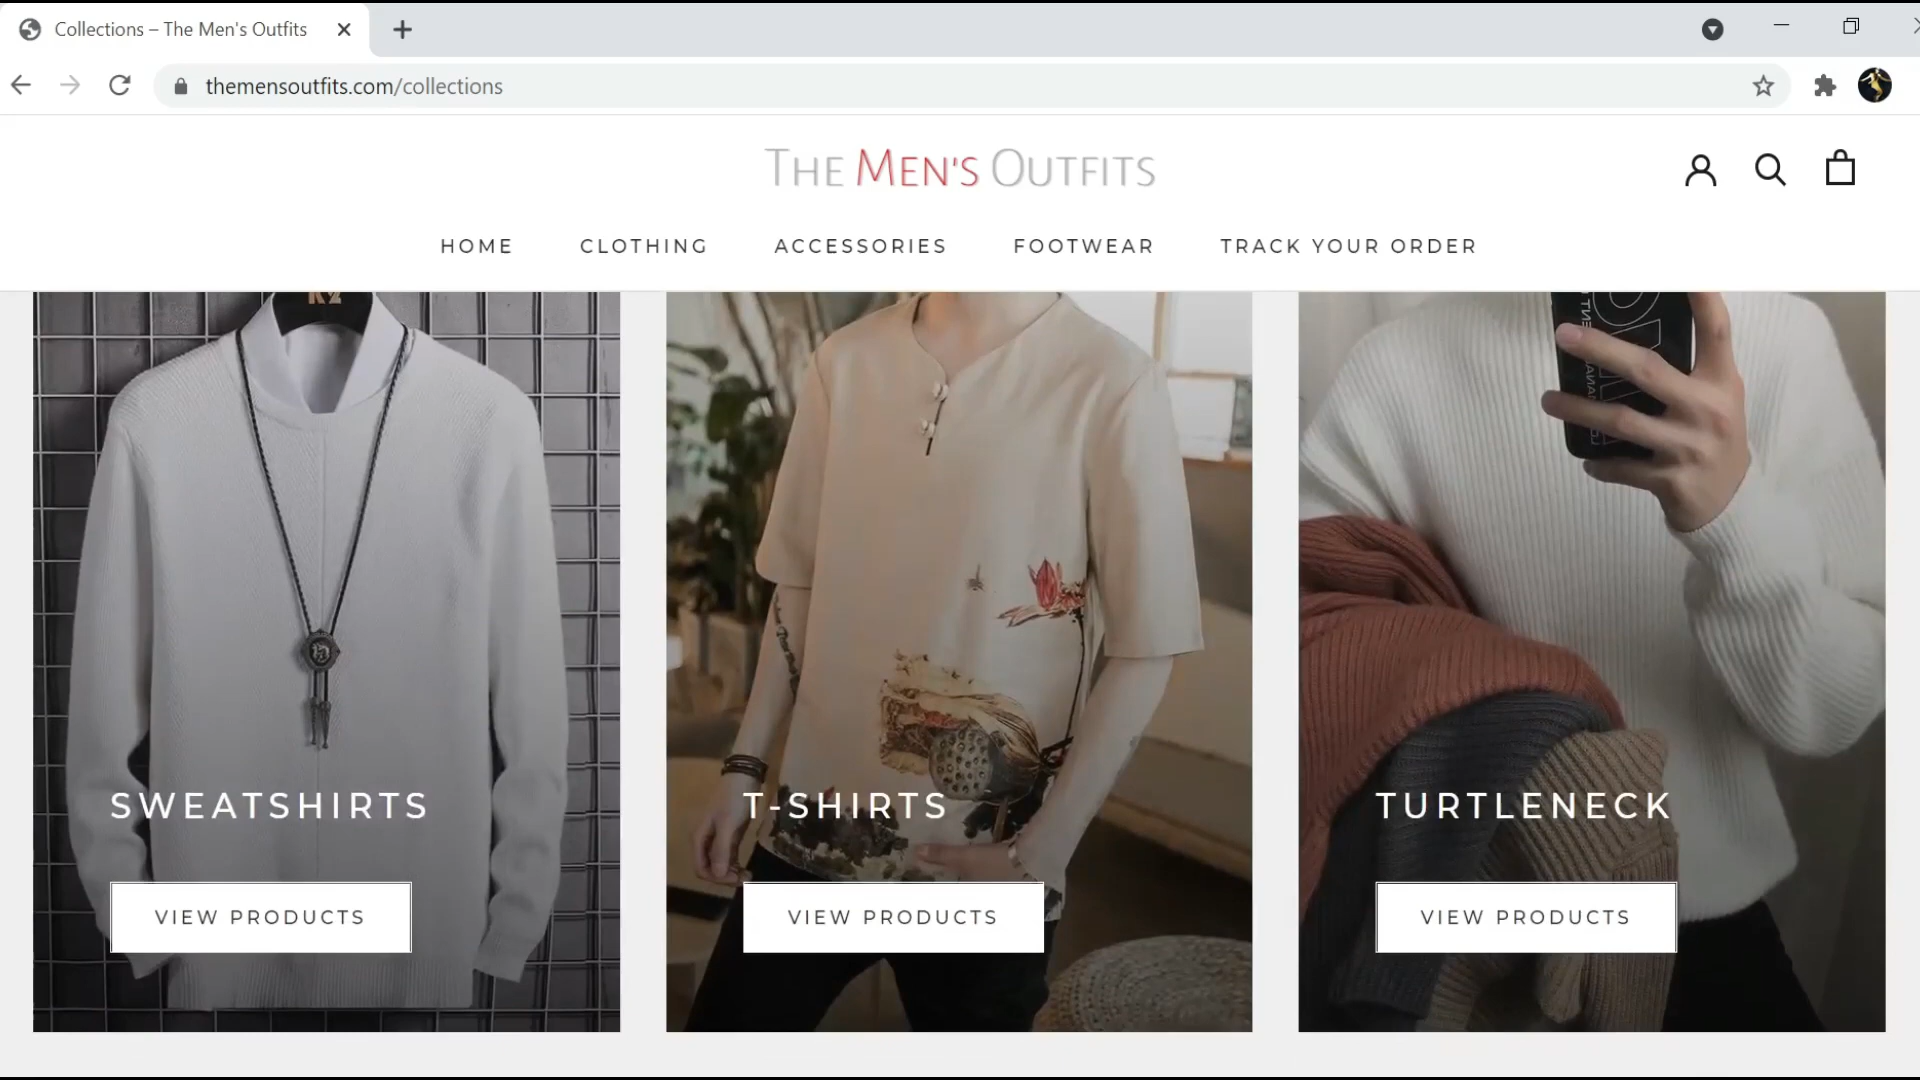 Collections – The Men's Outfits
themensoutfits.com/collections
The Men's Outfits
HOME CLOTHING ACCESSORIES FOOTWEAR TRACK YOUR ORDER
SWEATSHIRTS T-SHIRTS TURTLENECK
VIEW PRODUCTS VIEW PRODUCTS VIEW PRODUCTS